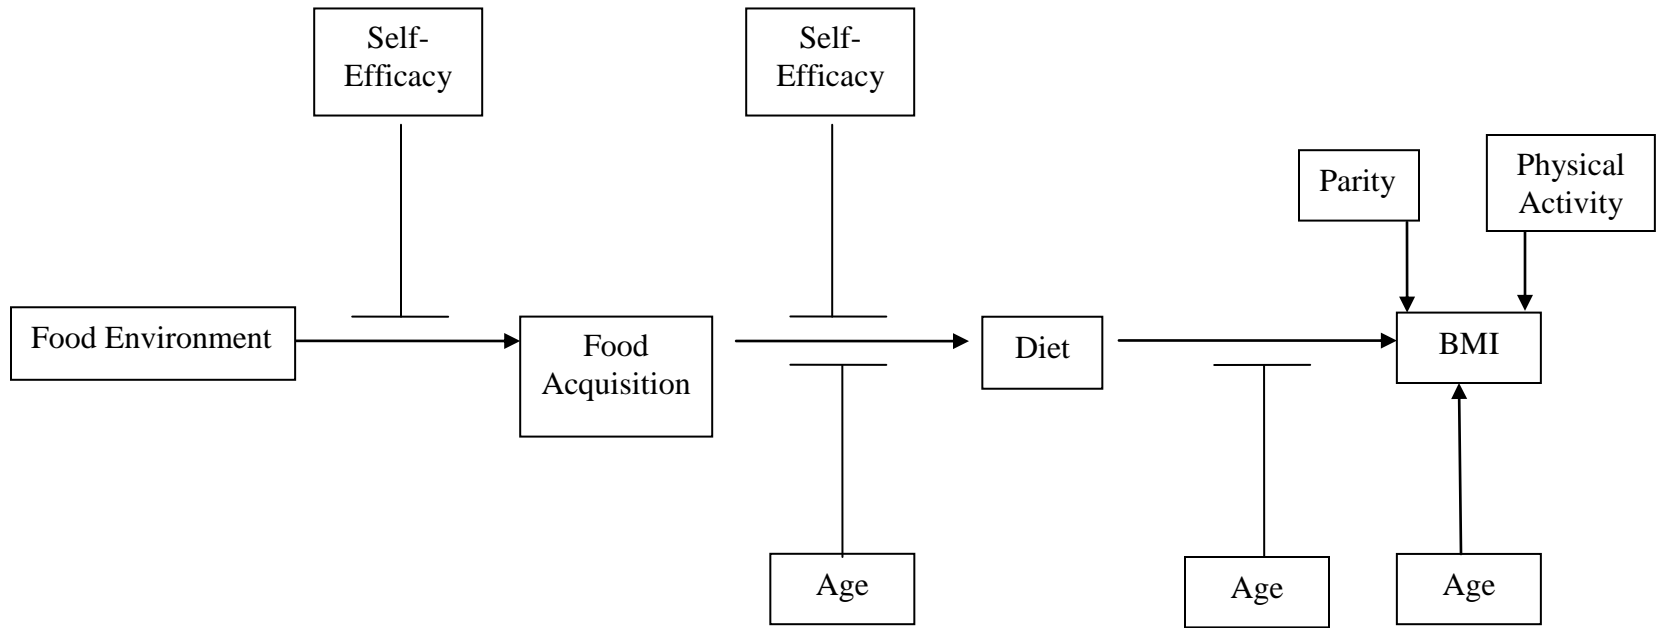 Self-
Efficacy
Self-
Efficacy
Parity
Physical
Activity
Food Environment
Food
Acquisition
Diet
BMI
Age
Age
Age